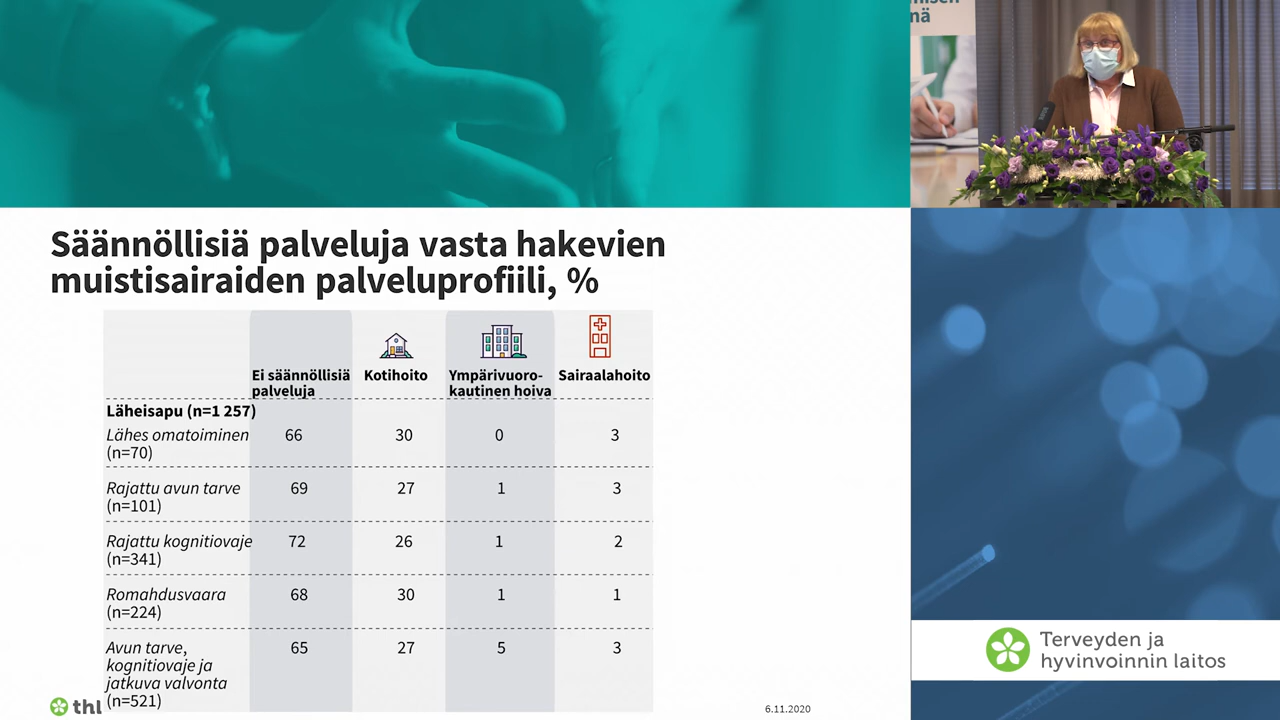 mä
Säännöllisiä palveluja vasta hakevien
muistisairaiden palveluprofiili, %
Ei säännöllisiä
palveluja
Kotihoito
Ympärivuoro-
kautinen hoiva
Sairaalahoito
Läheisapu (n=1 257)
Lähes omatoiminen 66 30 0 3
(n=70)
Rajattu avun tarve 69 27 1 3
(n=101)
Rajattu kognitiovaje 72 26 1 2
(n=341)
Romahdusvaara 68 30 1 1
(n=224)
Avun tarve, 65 27 5 3
kognitiovaje ja
jatkuva valvonta
(n=521)
thl
6.11.2020
Terveyden ja
hyvinvoinnin laitos